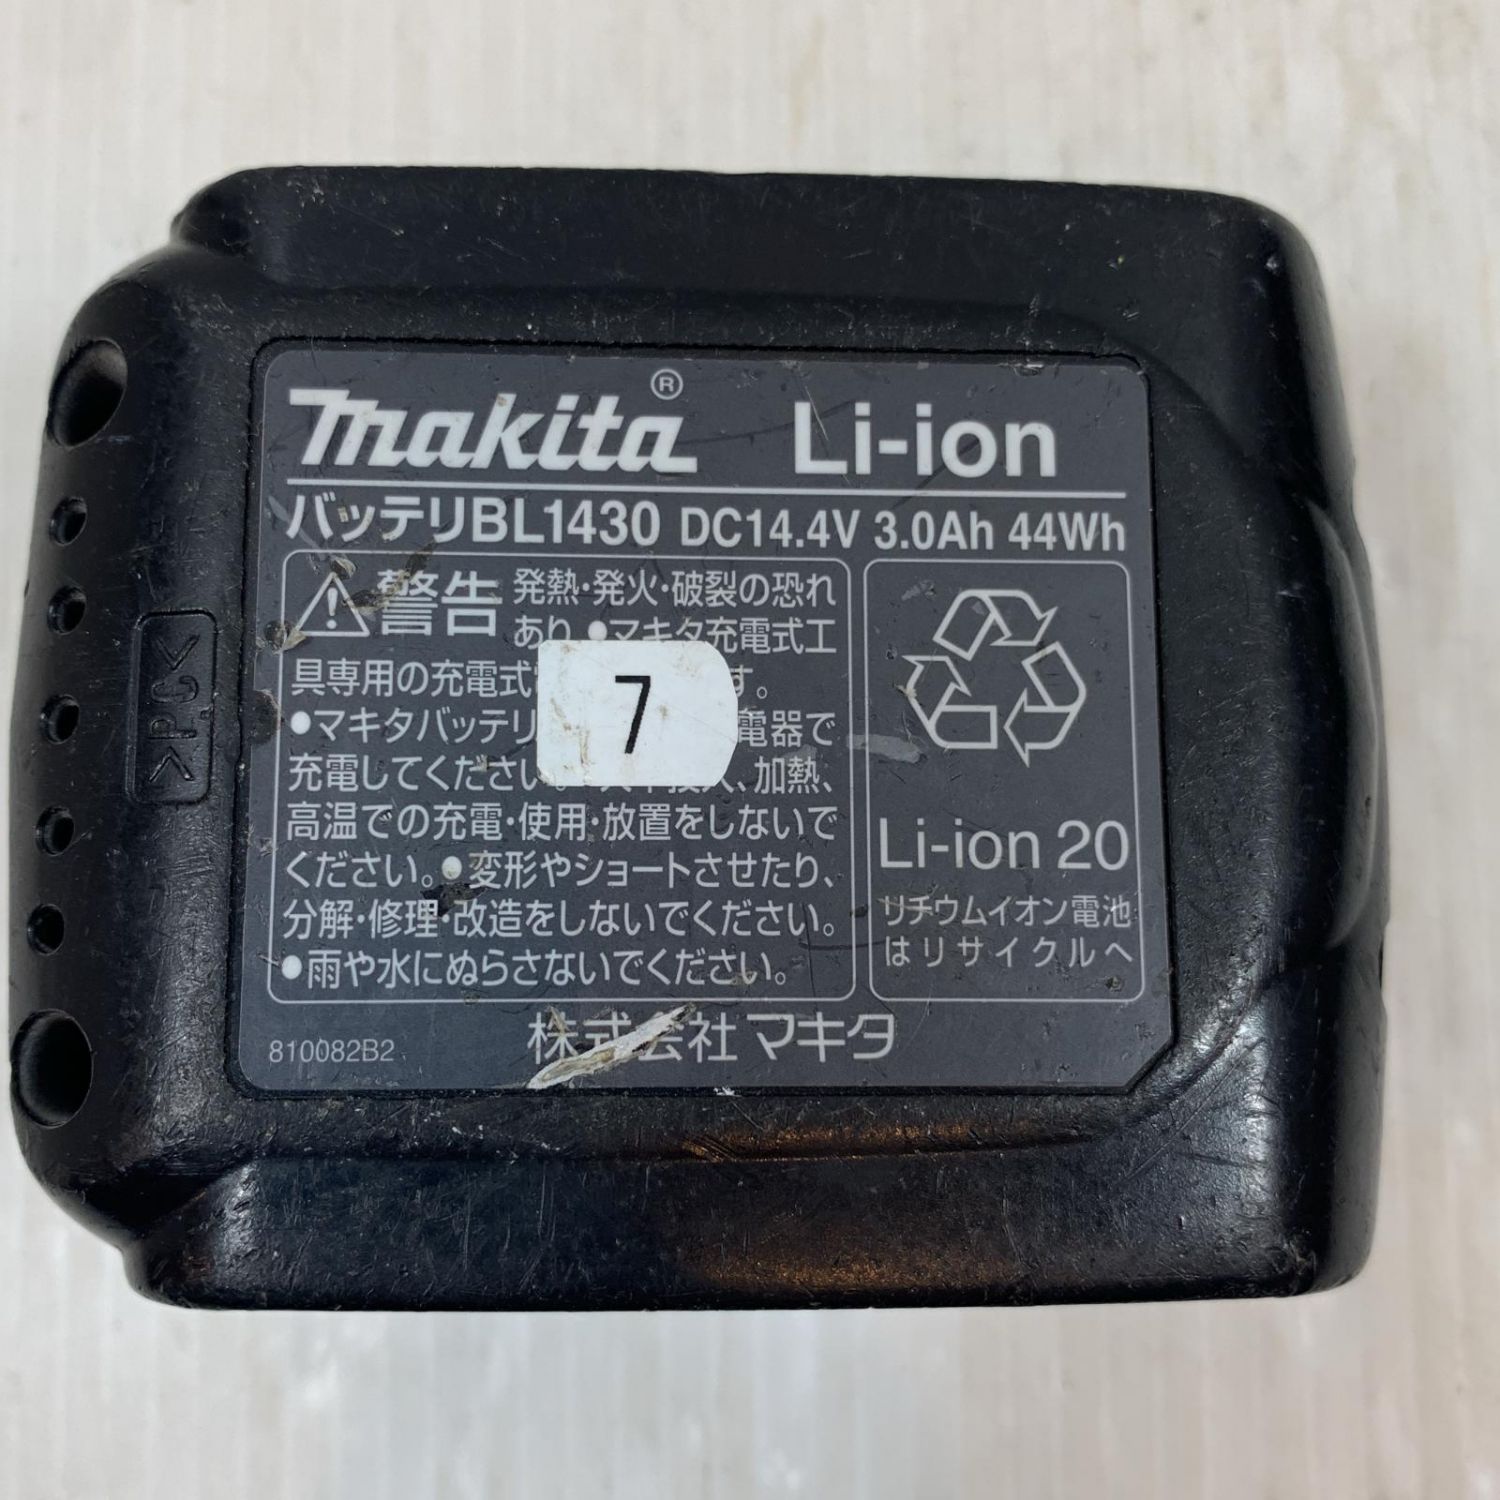 makita® Li-ion
バッテリBL1430 DC14.4V 3.0Ah 44Wh
警告 発熱・発火・破裂の恐れ
あり ●マキタ充電式工
具専用の充電式 す。
●マキタバッテリ 電器で
充電してください 加熱、
高温での充電・使用・放置をしないで
ください。●変形やショートさせたり、
分解・修理・改造をしないでください。
●雨や水にぬらさないでください。
7
Li-ion 20
リチウムイオン電池
はリサイクルへ
810082B2 株式会社マキタ
>P.S<